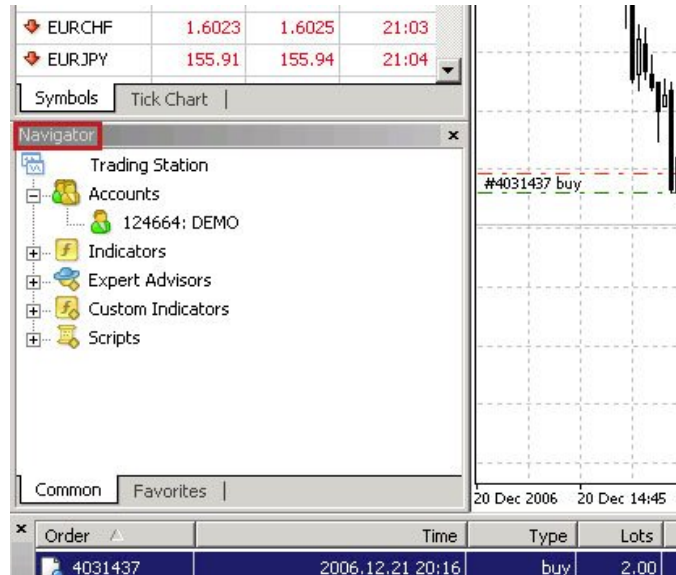 EURCHF 1.6023 1.6025 21:03
EURJPY 155.91 155.94 21:04
Symbols Tick Chart
Navigator
Trading Station
Accounts
124664: DEMO
Indicators
Expert Advisors
Custom Indicators
Scripts
Common Favorites
#4031437 buy
20 Dec 2006 20 Dec 14:45
Order Time Type Lots
4031437 2006.12.21 20:16 buy 2.00